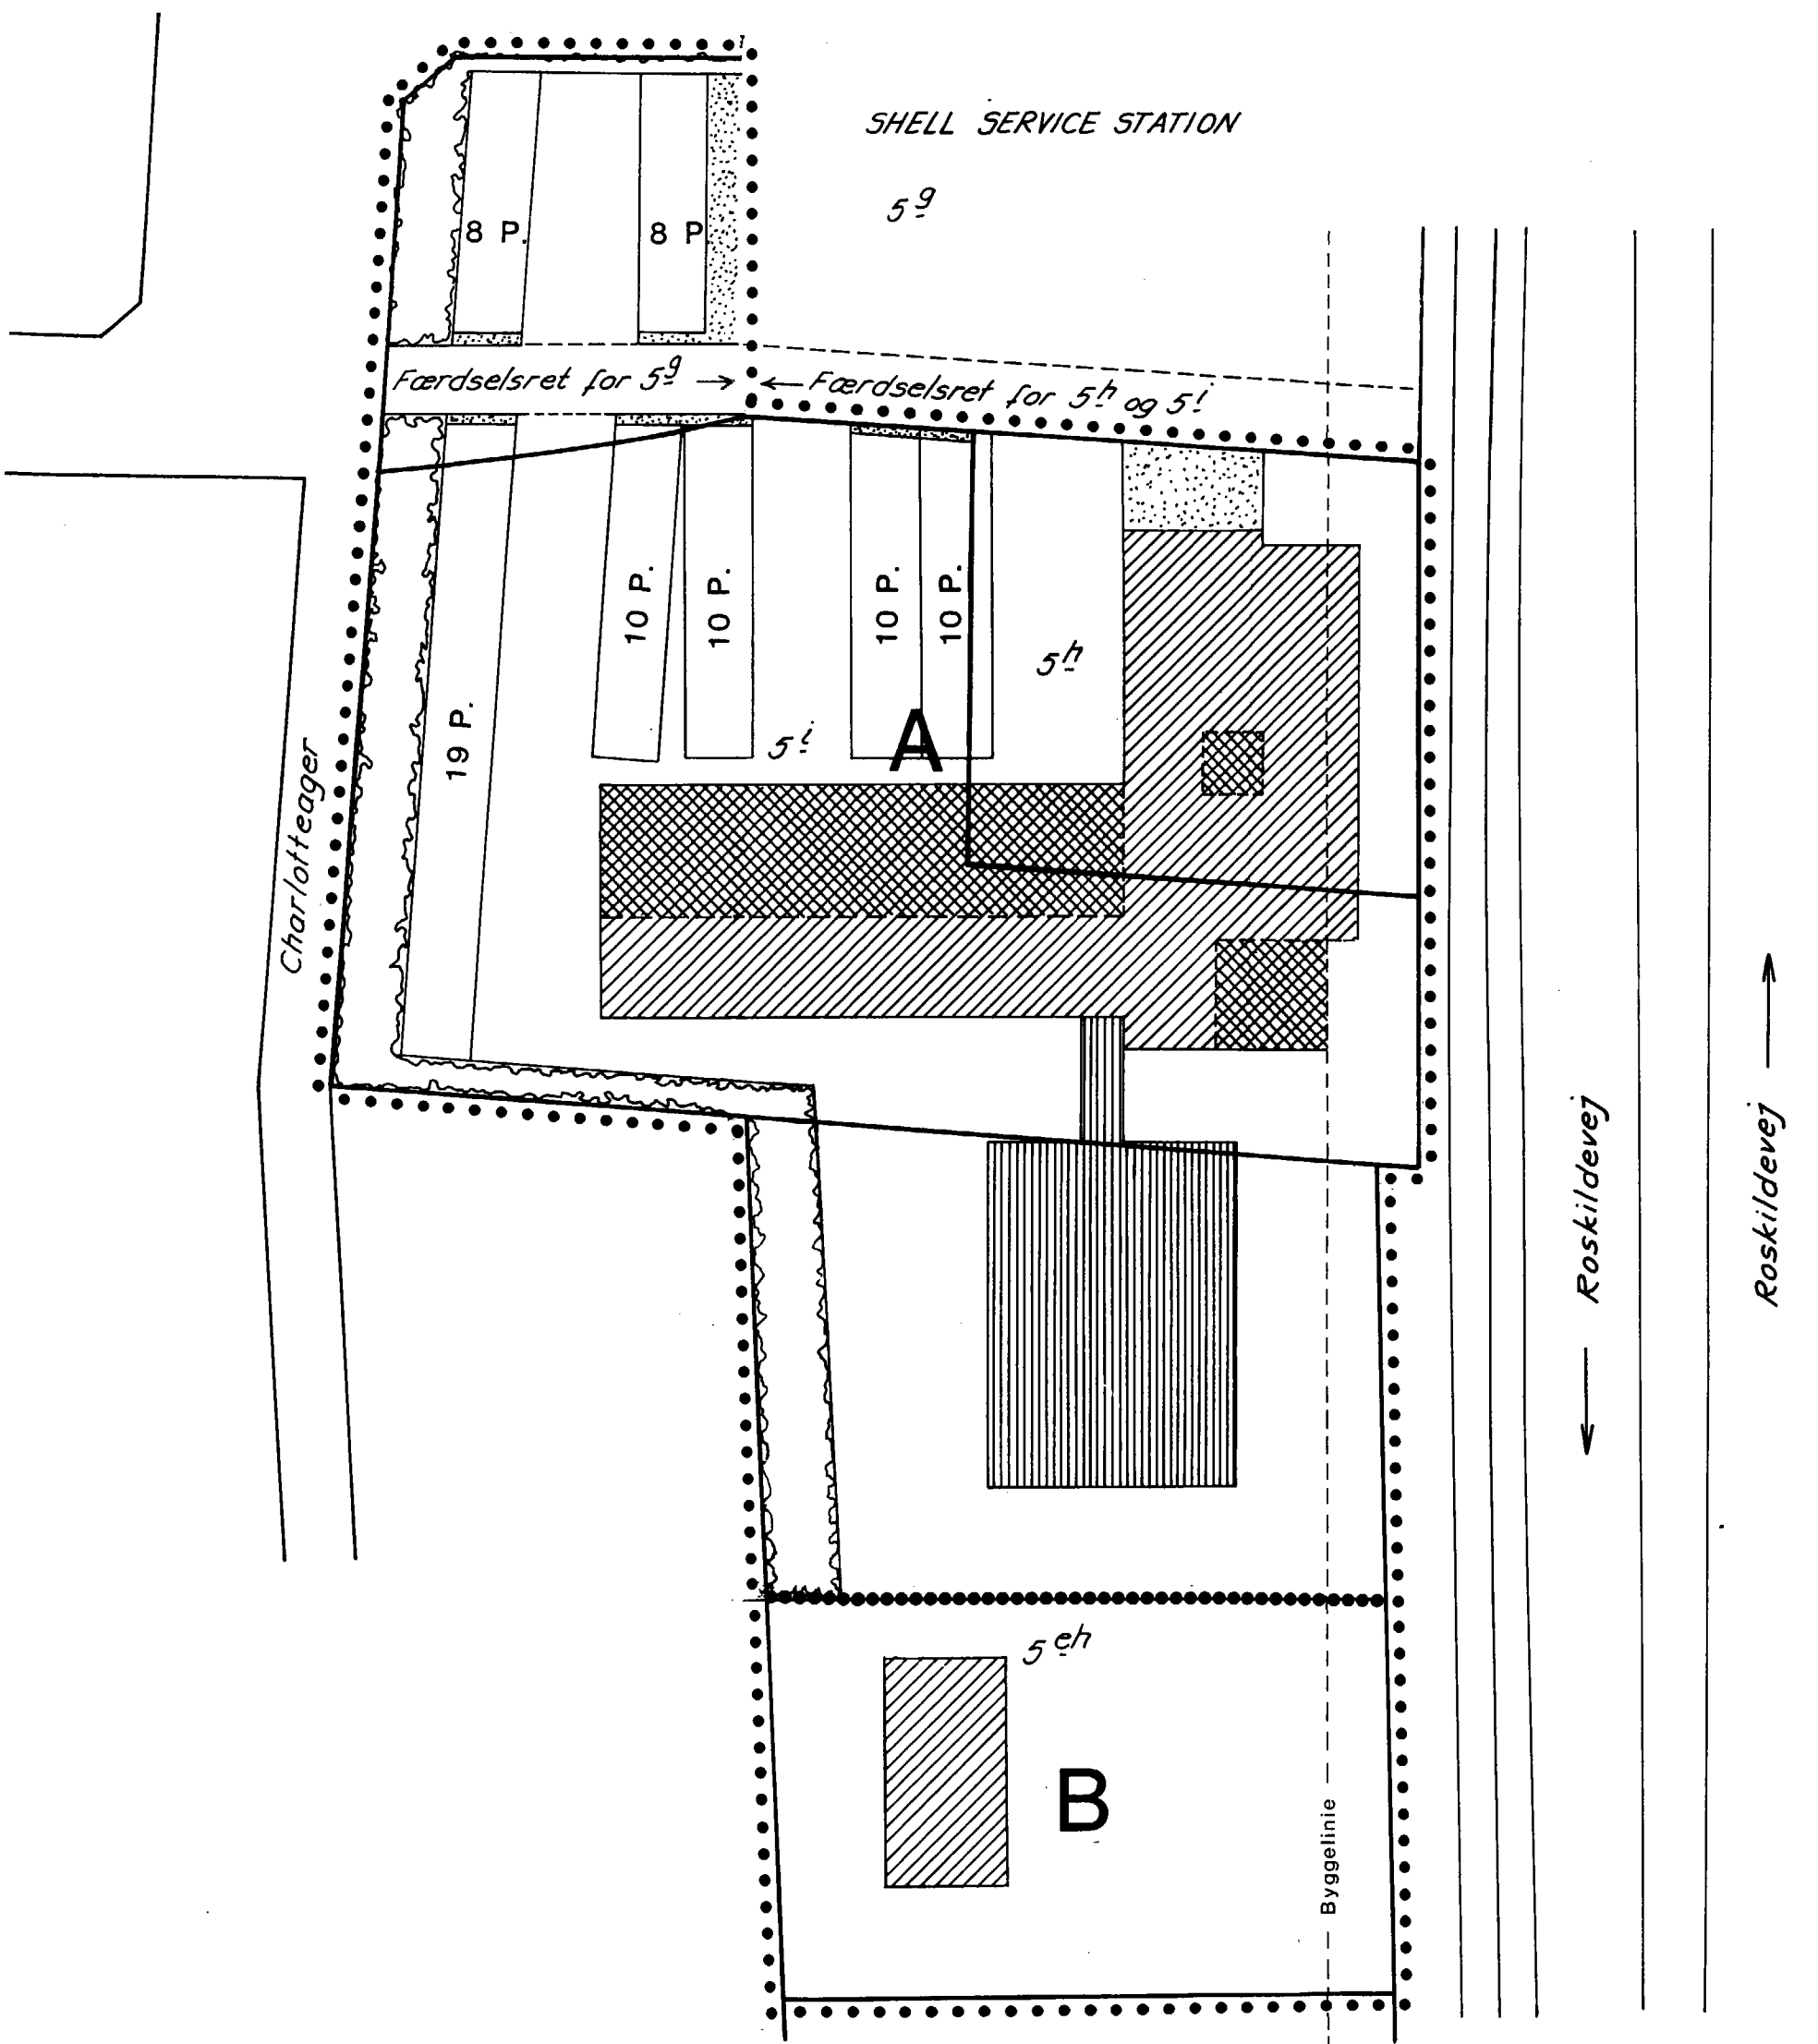 SHELL SERVICE STATION
5g
8 P.
8 P
Færdselsret for 5g →
← Færdselsret for 5h og 5i
10 P.
10 P.
10 P.
10 P.
19 P.
5h
5i
A
Charlotteager
← Roskildevej
Roskildevej →
5eh
B
Byggelinie